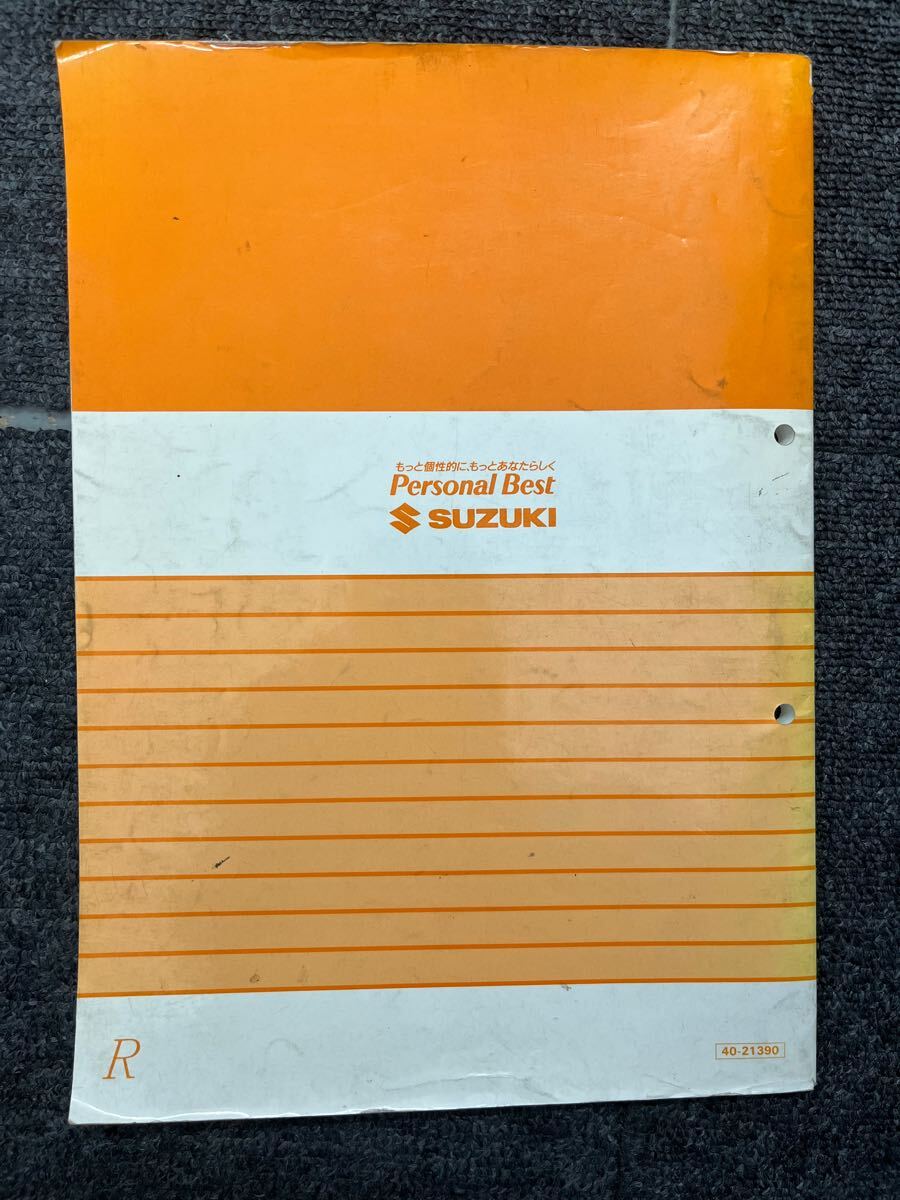 もっと個性的に、もっとあなたらしく
Personal Best
SUZUKI
R
40-21390